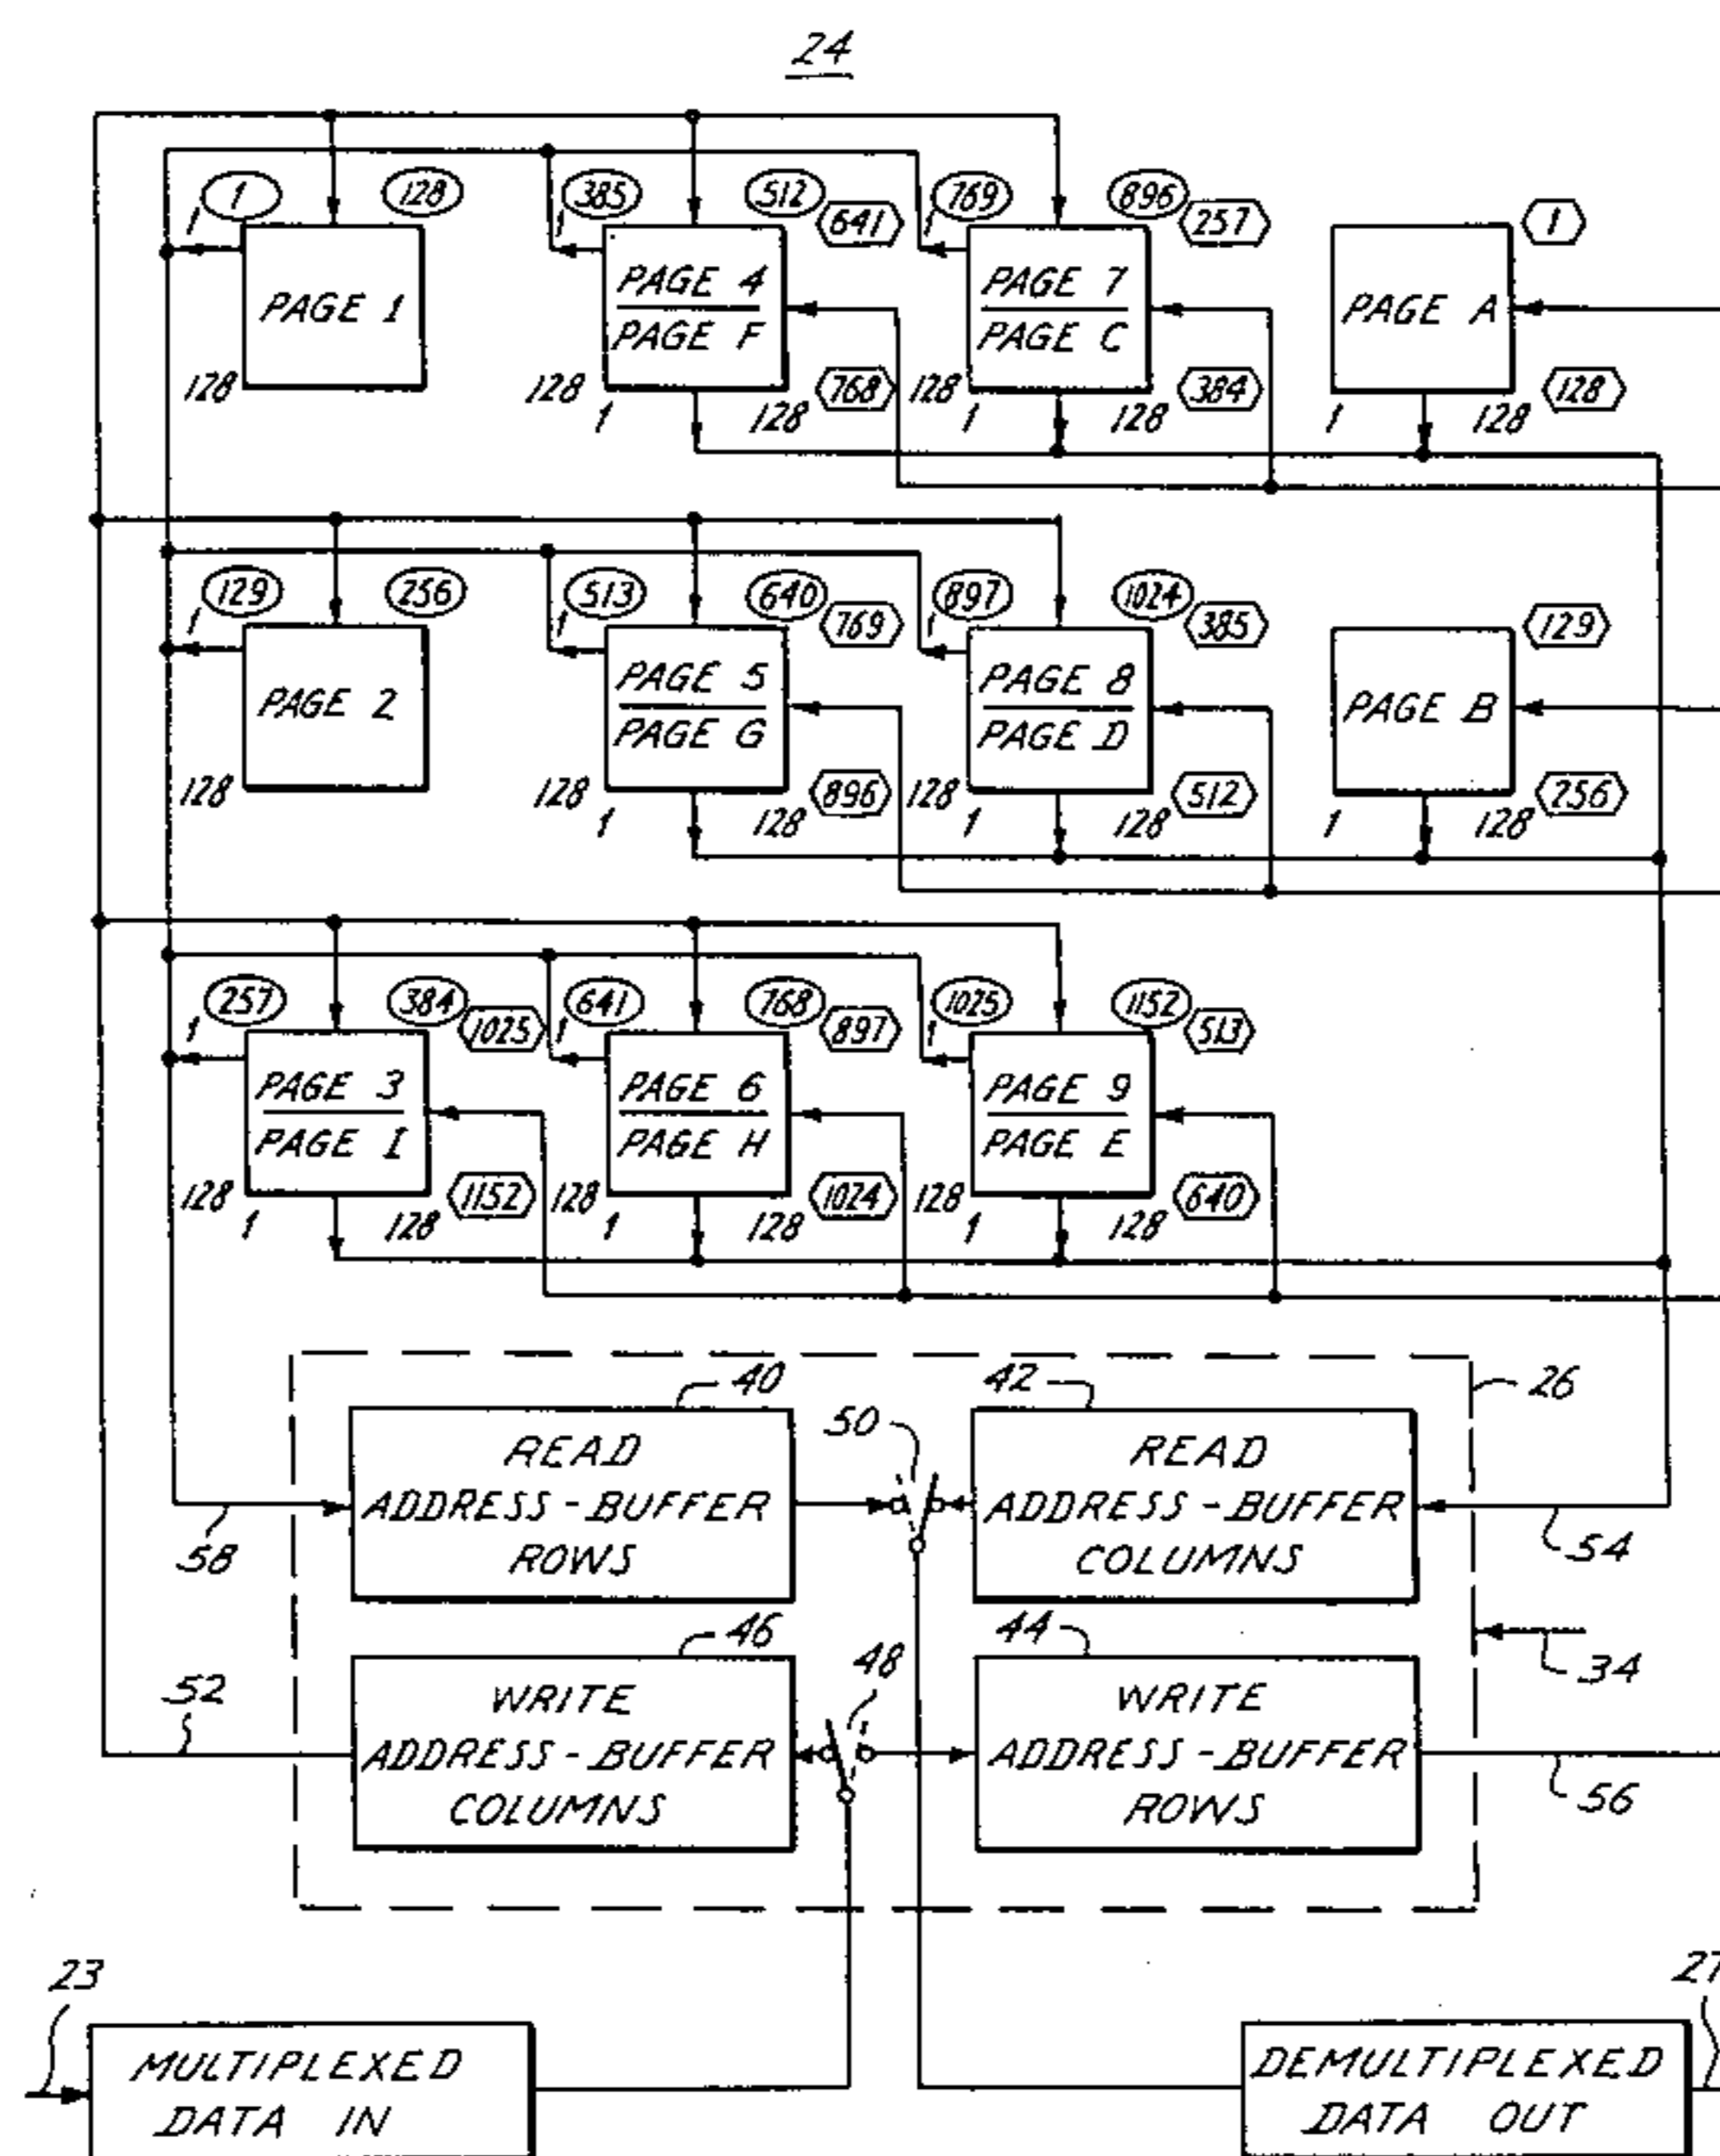 24
1 128 385 512 641 769 896 257 1
1 1 1
PAGE 1
PAGE 4
PAGE F
PAGE 7
PAGE C
PAGE A
128 128 768 128 384 128
1 128 1 128 1 128
129 256 513 640 769 897 1024 385 129
1 1 1
PAGE 2
PAGE 5
PAGE G
PAGE 8
PAGE D
PAGE B
128 128 896 128 512 256
1 128 1 128 1 128
257 384 1025 641 768 897 1025 1152 513
1 1 1
PAGE 3
PAGE I
PAGE 6
PAGE H
PAGE 9
PAGE E
128 1152 128 1024 128 640
1 128 1 128 1 128
40 42 26
50
READ
ADDRESS-BUFFER
ROWS
READ
ADDRESS-BUFFER
COLUMNS
58 54
46 44 34
52 48
WRITE
ADDRESS-BUFFER
COLUMNS
WRITE
ADDRESS-BUFFER
ROWS
56
23 27
MULTIPLEXED
DATA IN
DEMULTIPLEXED
DATA OUT